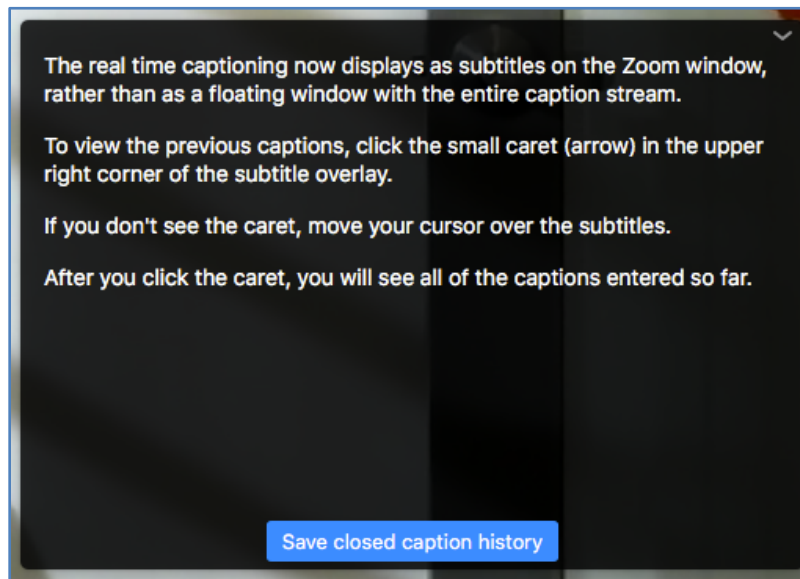 The real time captioning now displays as subtitles on the Zoom window,
rather than as a floating window with the entire caption stream.
To view the previous captions, click the small caret (arrow) in the upper
right corner of the subtitle overlay.
If you don't see the caret, move your cursor over the subtitles.
After you click the caret, you will see all of the captions entered so far.
Save closed caption history